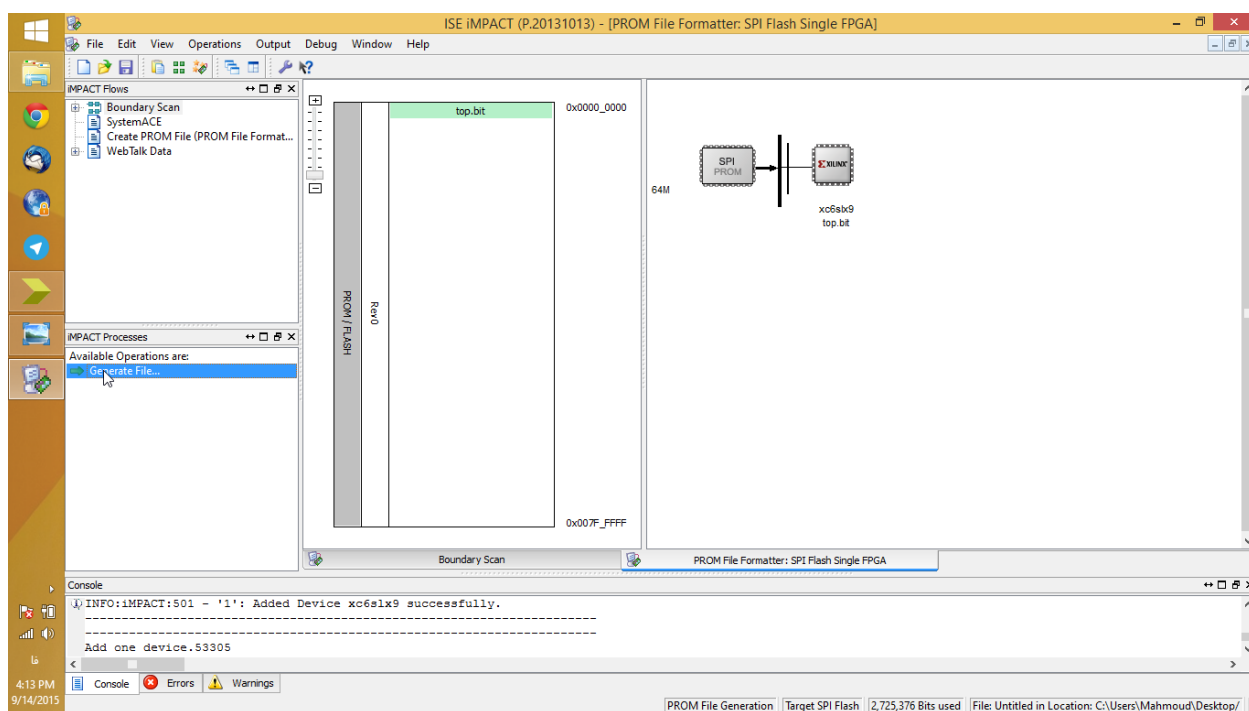 ISE iMPACT (P.20131013) - [PROM File Formatter: SPI Flash Single FPGA]
File Edit View Operations Output Debug Window Help
iMPACT Flows
Boundary Scan
SystemACE
Create PROM File (PROM File Format...
WebTalk Data
iMPACT Processes
Available Operations are:
Generate File...
top.bit
0x0000_0000
PROM / FLASH
Rev0
0x007F_FFFF
64M
SPI
PROM
XILINX
xc6slx9
top.bit
Boundary Scan
PROM File Formatter: SPI Flash Single FPGA
Console
INFO:iMPACT:501 - '1': Added Device xc6slx9 successfully.
----------------------------------------------------------------------
----------------------------------------------------------------------
Add one device.53305
Console Errors Warnings
PROM File Generation Target SPI Flash 2,725,376 Bits used File: Untitled in Location: C:\Users\Mahmoud\Desktop/
فا
4:13 PM
9/14/2015